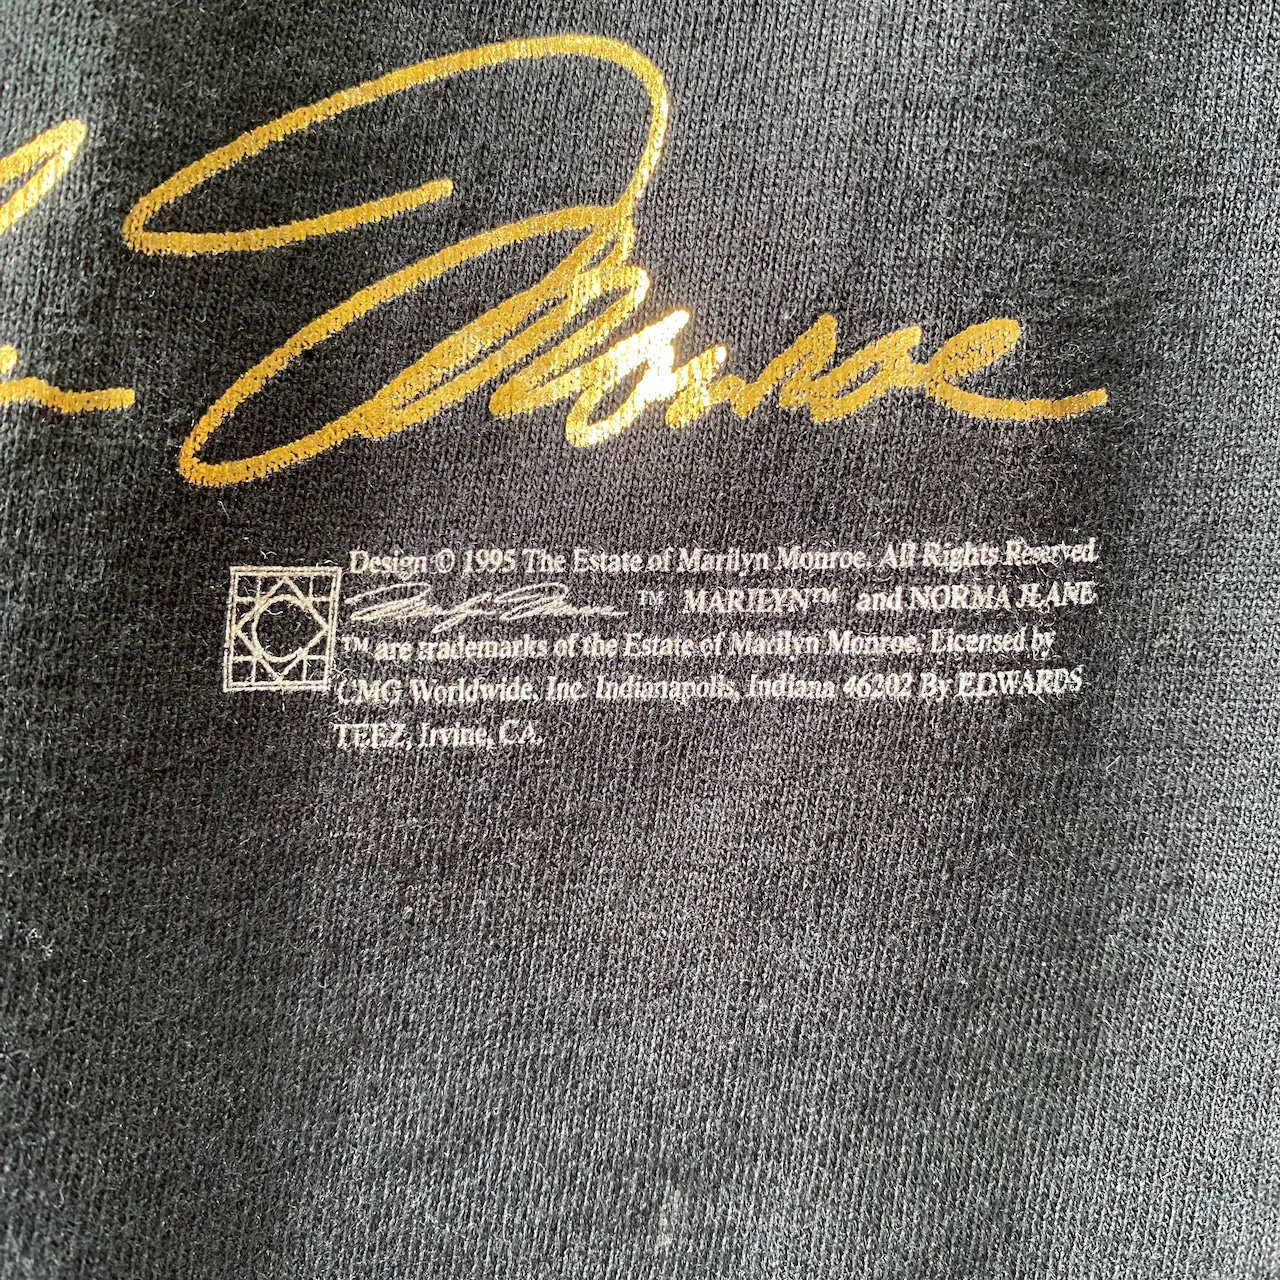 Monroe
Design © 1995 The Estate of Marilyn Monroe. All Rights Reserved.
Marilyn Monroe ™ MARILYN™ and NORMA JEANE
™ are trademarks of the Estate of Marilyn Monroe. Licensed by
CMG Worldwide, Inc. Indianapolis, Indiana 46202 By EDWARDS
TEEZ, Irvine, CA.